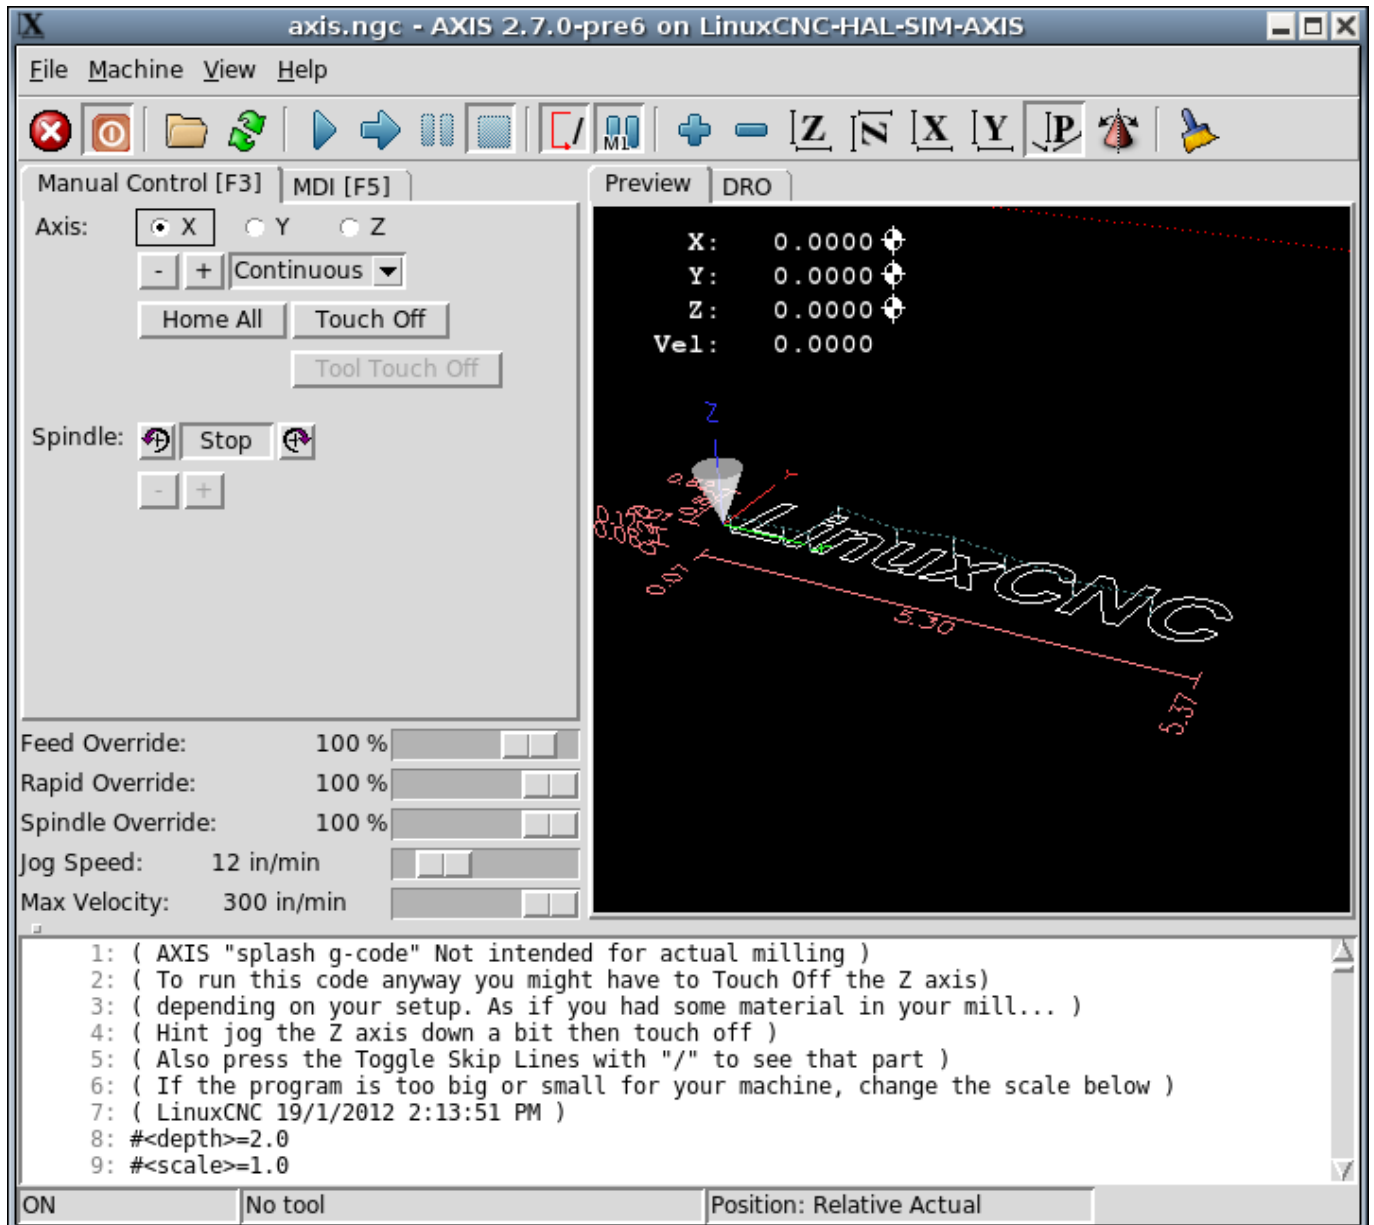 axis.ngc - AXIS 2.7.0-pre6 on LinuxCNC-HAL-SIM-AXIS
File Machine View Help
M1 Z N X Y P
Manual Control [F3] MDI [F5]
Preview DRO
Axis: X Y Z
- + Continuous
Home All Touch Off
Tool Touch Off
Spindle: Stop
- +
X: 0.0000
Y: 0.0000
Z: 0.0000
Vel: 0.0000
Z
Y
LinuxCNC
0.07
5.30
5.37
Feed Override: 100 %
Rapid Override: 100 %
Spindle Override: 100 %
Jog Speed: 12 in/min
Max Velocity: 300 in/min
1: ( AXIS "splash g-code" Not intended for actual milling )
2: ( To run this code anyway you might have to Touch Off the Z axis)
3: ( depending on your setup. As if you had some material in your mill... )
4: ( Hint jog the Z axis down a bit then touch off )
5: ( Also press the Toggle Skip Lines with "/" to see that part )
6: ( If the program is too big or small for your machine, change the scale below )
7: ( LinuxCNC 19/1/2012 2:13:51 PM )
8: #<depth>=2.0
9: #<scale>=1.0
ON No tool Position: Relative Actual